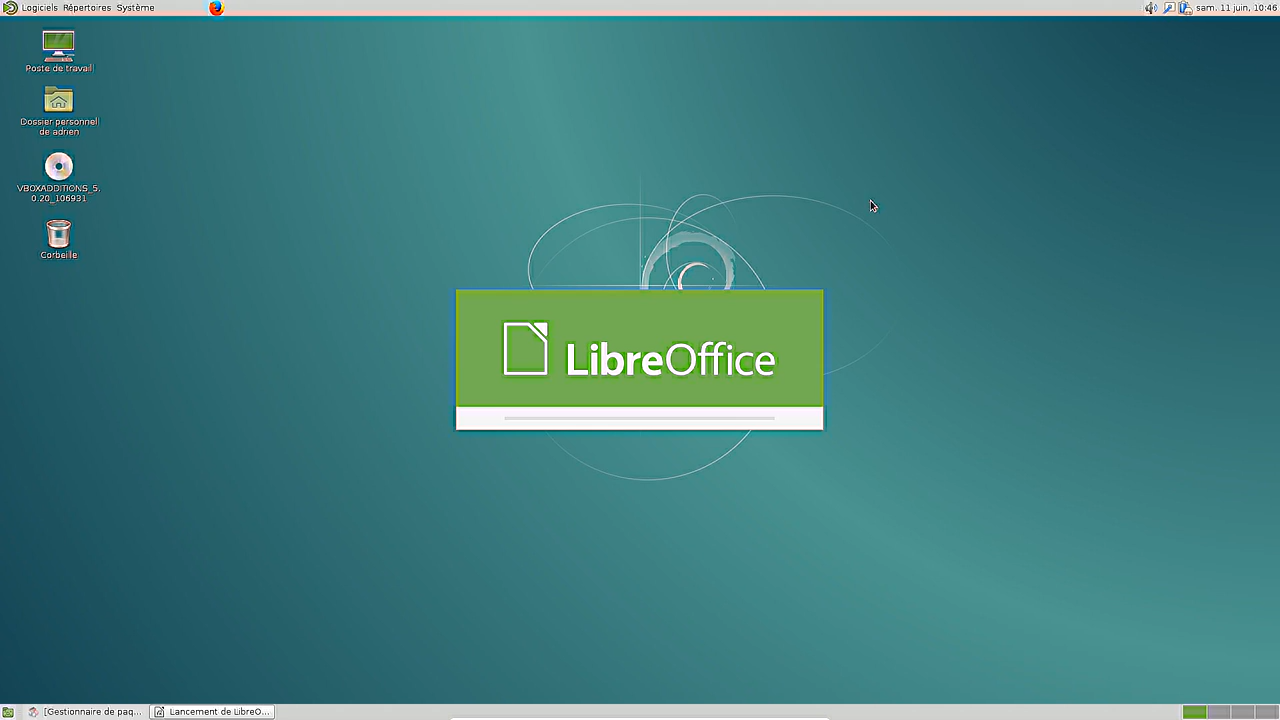 Logiciels Répertoires Système
sam. 11 juin, 10:46
Poste de travail
Dossier personnel
de adrien
VBOXADDITIONS_5.
0.20_106931
Corbeille
LibreOffice
[Gestionnaire de paq...
Lancement de LibreO...